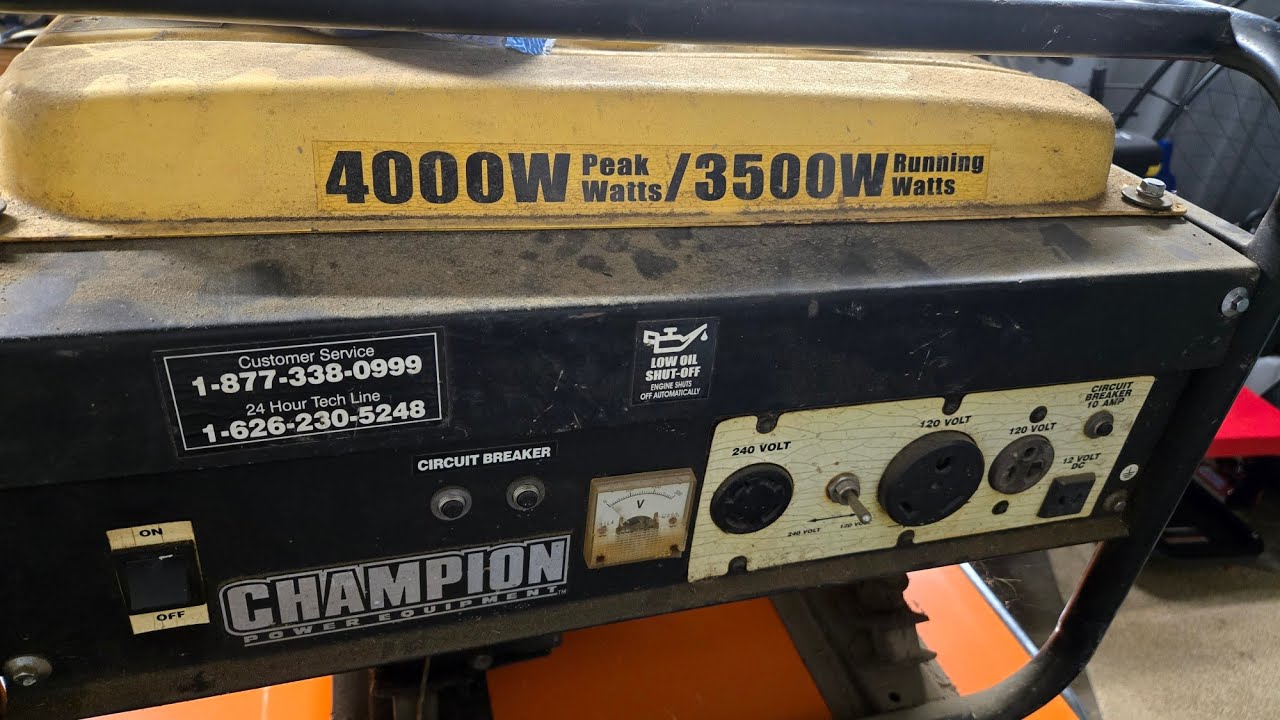 4000W Peak Watts / 3500W Running Watts
Customer Service
1-877-338-0999
24 Hour Tech Line
1-626-230-5248
LOW OIL
SHUT-OFF
ENGINE SHUTS
OFF AUTOMATICALLY
CIRCUIT BREAKER
ON
OFF
CHAMPION
POWER EQUIPMENT
TM
V
240 VOLT
240 VOLT
120 VOLT
120 VOLT
CIRCUIT
BREAKER
10 AMP
12 VOLT
DC